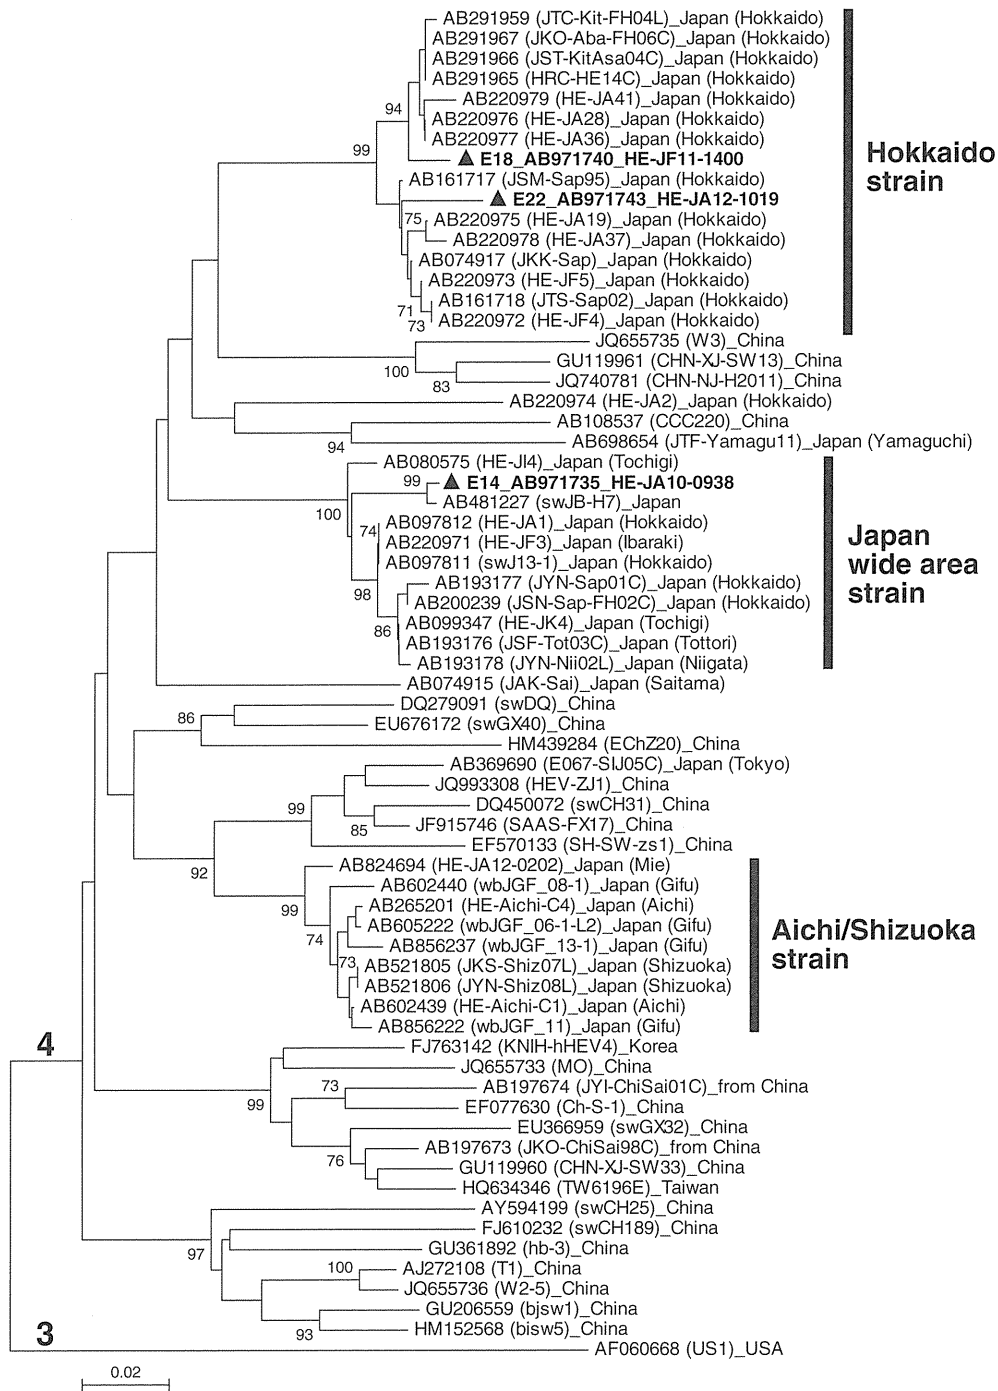 AB291959 (JTC-Kit-FH04L)_Japan (Hokkaido)
AB291967 (JKO-Aba-FH06C)_Japan (Hokkaido)
AB291966 (JST-KitAsa04C)_Japan (Hokkaido)
AB291965 (HRC-HE14C)_Japan (Hokkaido)
AB220979 (HE-JA41)_Japan (Hokkaido)
94
AB220976 (HE-JA28)_Japan (Hokkaido)
AB220977 (HE-JA36)_Japan (Hokkaido)
99
E18_AB971740_HE-JF11-1400
Hokkaido
strain
AB161717 (JSM-Sap95)_Japan (Hokkaido)
E22_AB971743_HE-JA12-1019
75
AB220975 (HE-JA19)_Japan (Hokkaido)
AB220978 (HE-JA37)_Japan (Hokkaido)
AB074917 (JKK-Sap)_Japan (Hokkaido)
AB220973 (HE-JF5)_Japan (Hokkaido)
AB161718 (JTS-Sap02)_Japan (Hokkaido)
71
73
AB220972 (HE-JF4)_Japan (Hokkaido)
JQ655735 (W3)_China
GU119961 (CHN-XJ-SW13)_China
100
83
JQ740781 (CHN-NJ-H2011)_China
AB220974 (HE-JA2)_Japan (Hokkaido)
AB108537 (CCC220)_China
94
AB698654 (JTF-Yamagu11)_Japan (Yamaguchi)
AB080575 (HE-JI4)_Japan (Tochigi)
99
E14_AB971735_HE-JA10-0938
AB481227 (swJB-H7)_Japan
100
74
AB097812 (HE-JA1)_Japan (Hokkaido)
AB220971 (HE-JF3)_Japan (Ibaraki)
AB097811 (swJ13-1)_Japan (Hokkaido)
Japan
wide area
strain
AB193177 (JYN-Sap01C)_Japan (Hokkaido)
98
AB200239 (JSN-Sap-FH02C)_Japan (Hokkaido)
AB099347 (HE-JK4)_Japan (Tochigi)
86
AB193176 (JSF-Tot03C)_Japan (Tottori)
AB193178 (JYN-Nii02L)_Japan (Niigata)
AB074915 (JAK-Sai)_Japan (Saitama)
DQ279091 (swDQ)_China
86
EU676172 (swGX40)_China
HM439284 (EChZ20)_China
AB369690 (E067-SIJ05C)_Japan (Tokyo)
JQ993308 (HEV-ZJ1)_China
99
DQ450072 (swCH31)_China
85
JF915746 (SAAS-FX17)_China
EF570133 (SH-SW-zs1)_China
92
AB824694 (HE-JA12-0202)_Japan (Mie)
AB602440 (wbJGF_08-1)_Japan (Gifu)
99
AB265201 (HE-Aichi-C4)_Japan (Aichi)
AB605222 (wbJGF_06-1-L2)_Japan (Gifu)
74
AB856237 (wbJGF_13-1)_Japan (Gifu)
Aichi/Shizuoka
strain
73
AB521805 (JKS-Shiz07L)_Japan (Shizuoka)
AB521806 (JYN-Shiz08L)_Japan (Shizuoka)
AB602439 (HE-Aichi-C1)_Japan (Aichi)
AB856222 (wbJGF_11)_Japan (Gifu)
4
FJ763142 (KNIH-hHEV4)_Korea
JQ655733 (MO)_China
73
AB197674 (JYI-ChiSai01C)_from China
99
EF077630 (Ch-S-1)_China
EU366959 (swGX32)_China
AB197673 (JKO-ChiSai98C)_from China
76
GU119960 (CHN-XJ-SW33)_China
HQ634346 (TW6196E)_Taiwan
AY594199 (swCH25)_China
FJ610232 (swCH189)_China
97
GU361892 (hb-3)_China
100
AJ272108 (T1)_China
JQ655736 (W2-5)_China
GU206559 (bjsw1)_China
93
HM152568 (bisw5)_China
3
AF060668 (US1)_USA
0.02